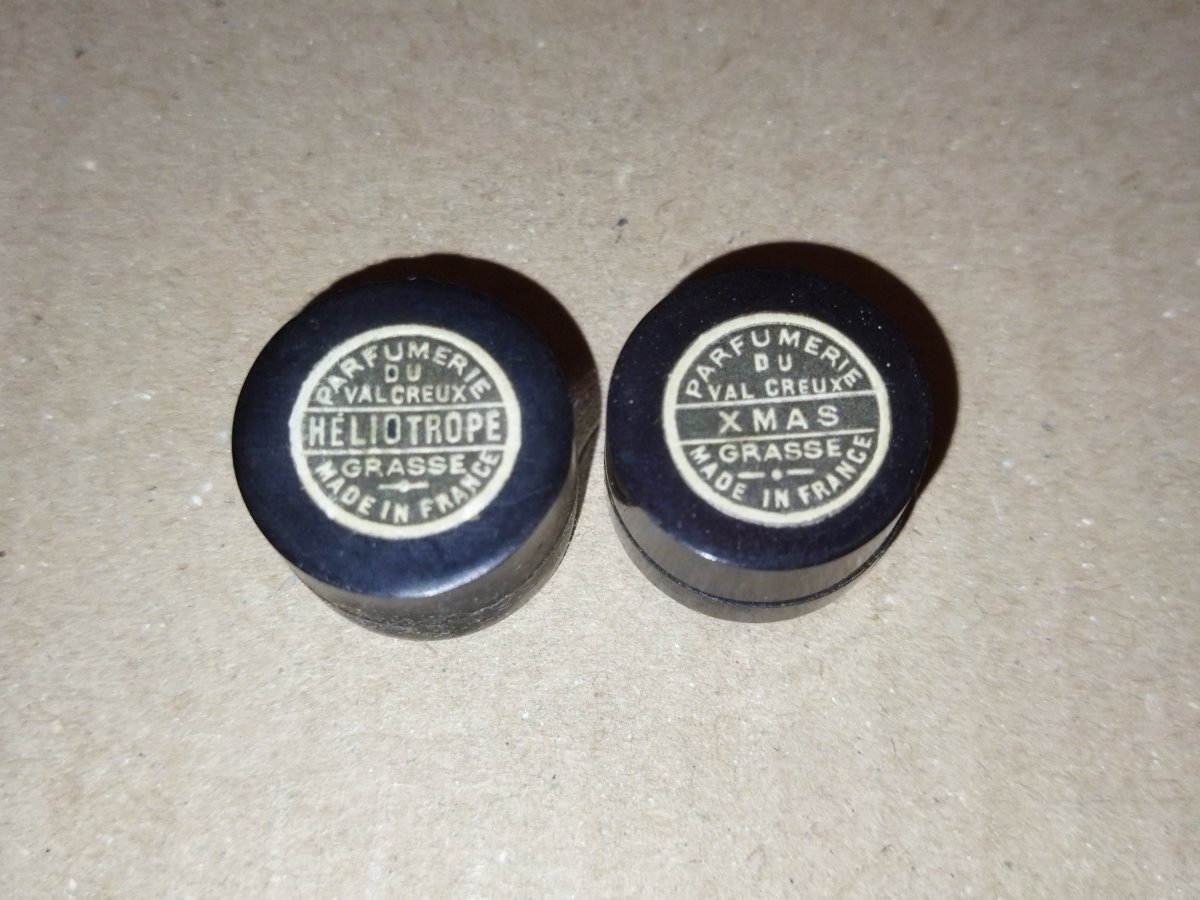 PARFUMERIE
DU
VAL CREUX
HÉLIOTROPE
GRASSE
MADE IN FRANCE
PARFUMERIE
DU
VAL CREUX
XMAS
GRASSE
MADE IN FRANCE